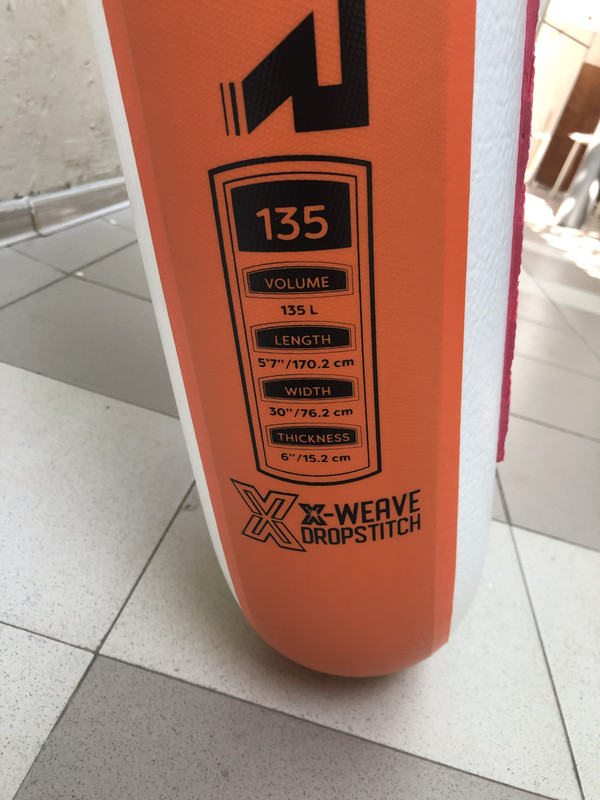 135
VOLUME
135 L
LENGTH
5'7"/170.2 cm
WIDTH
30"/76.2 cm
THICKNESS
6"/15.2 cm
X X-WEAVE
DROPSTITCH